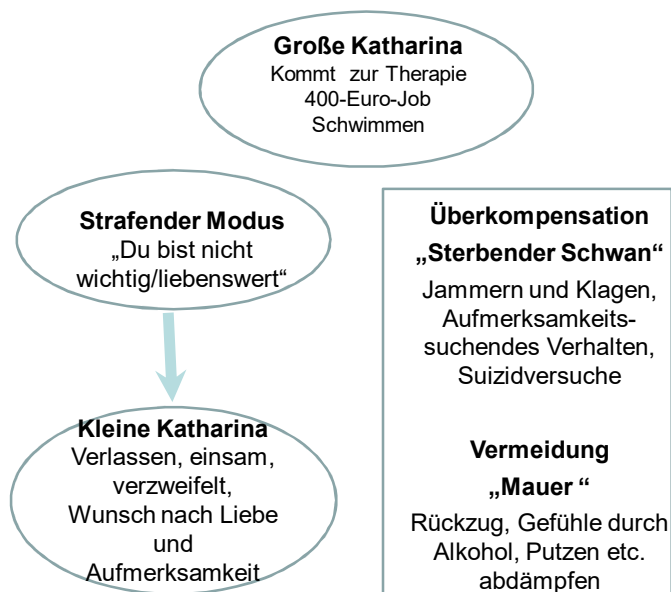 Große Katharina
Kommt zur Therapie
400-Euro-Job
Schwimmen
Strafender Modus
„Du bist nicht
wichtig/liebenswert“
Kleine Katharina
Verlassen, einsam,
verzweifelt,
Wunsch nach Liebe
und
Aufmerksamkeit
Überkompensation
„Sterbender Schwan“
Jammern und Klagen,
Aufmerksamkeits-
suchendes Verhalten,
Suizidversuche
Vermeidung
„Mauer “
Rückzug, Gefühle durch
Alkohol, Putzen etc.
abdämpfen